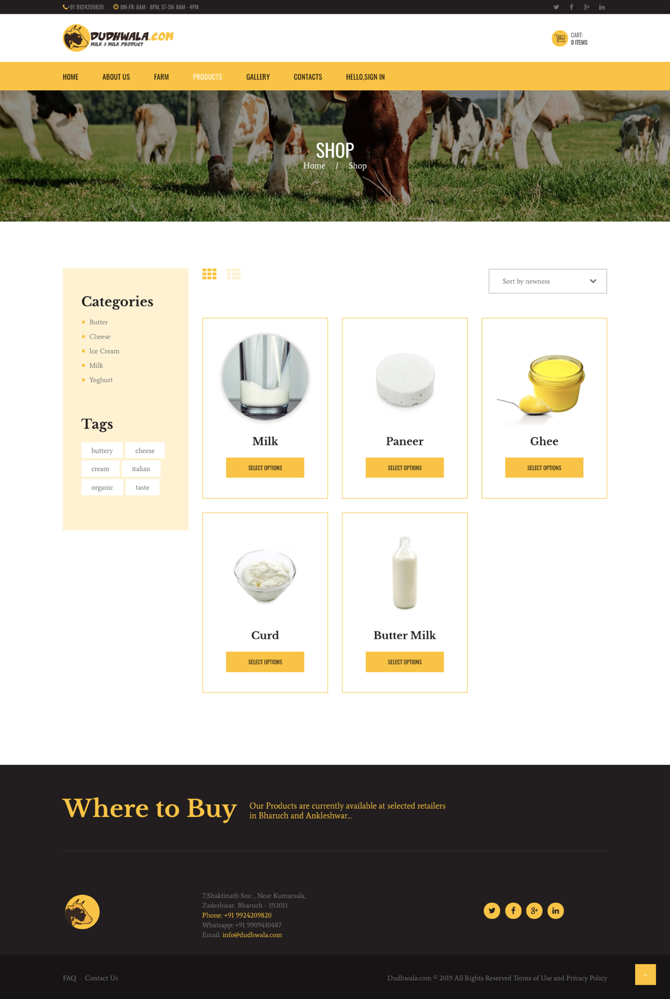 +91 9924209820 MN-FR: 8AM - 8PM, ST-SN: 8AM - 4PM
DUDHWALA.COM
MILK & MILK PRODUCT
CART:
0 ITEMS
HOME ABOUT US FARM PRODUCTS GALLERY CONTACTS HELLO,SIGN IN
SHOP
Home / Shop
Sort by newness
Categories
Butter
Cheese
Ice Cream
Milk
Yoghurt
Tags
buttery cheese
cream italian
organic taste
Milk Paneer Ghee
SELECT OPTIONS SELECT OPTIONS SELECT OPTIONS
Curd Butter Milk
SELECT OPTIONS SELECT OPTIONS
Where to Buy
Our Products are currently available at selected retailers
in Bharuch and Ankleshwar...
7,Shaktinath Soc. , Near Kumarsala,
Zadeshwar, Bharuch - 392011
Phone: +91 9924209820
Whatsapp: +91 9909410487
Email: info@dudhwala.com
FAQ Contact Us
Dudhwala.com © 2019 All Rights Reserved Terms of Use and Privacy Policy